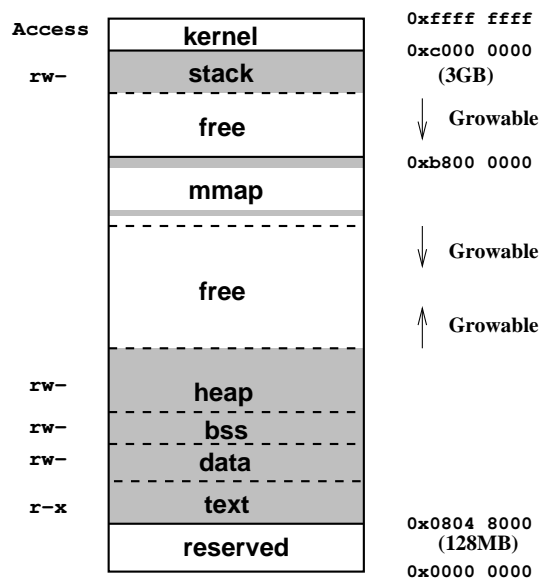 Access
kernel
0xffff ffff
0xc000 0000
rw-
stack
(3GB)
free
Growable
0xb800 0000
mmap
Growable
free
Growable
rw-
heap
rw-
bss
rw-
data
r-x
text
0x0804 8000
reserved
(128MB)
0x0000 0000